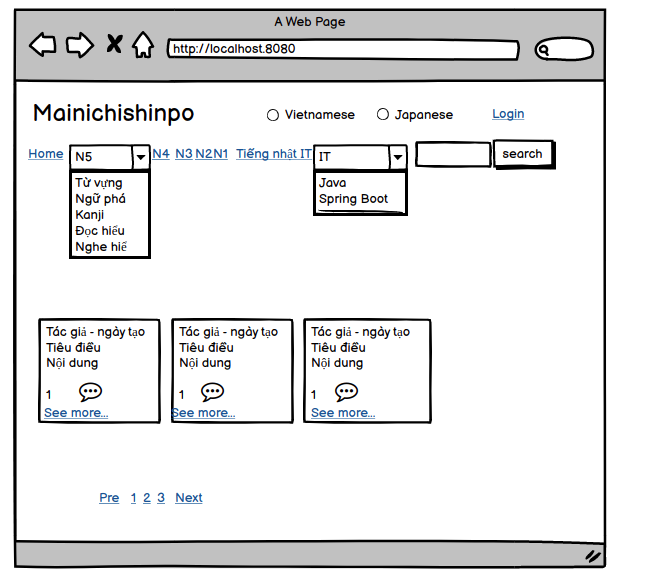 A Web Page
http://localhost.8080
Mainichishinpo
Vietnamese Japanese Login
Home N5 N4 N3 N2 N1 Tiếng nhật IT IT search
Từ vựng
Ngữ phá
Kanji
Đọc hiểu
Nghe hiể
Java
Spring Boot
Tác giả - ngày tạo
Tiêu điểu
Nội dung
1
See more...
Tác giả - ngày tạo
Tiêu điểu
Nội dung
1
See more...
Tác giả - ngày tạo
Tiêu điểu
Nội dung
1
See more...
Pre 1 2 3 Next